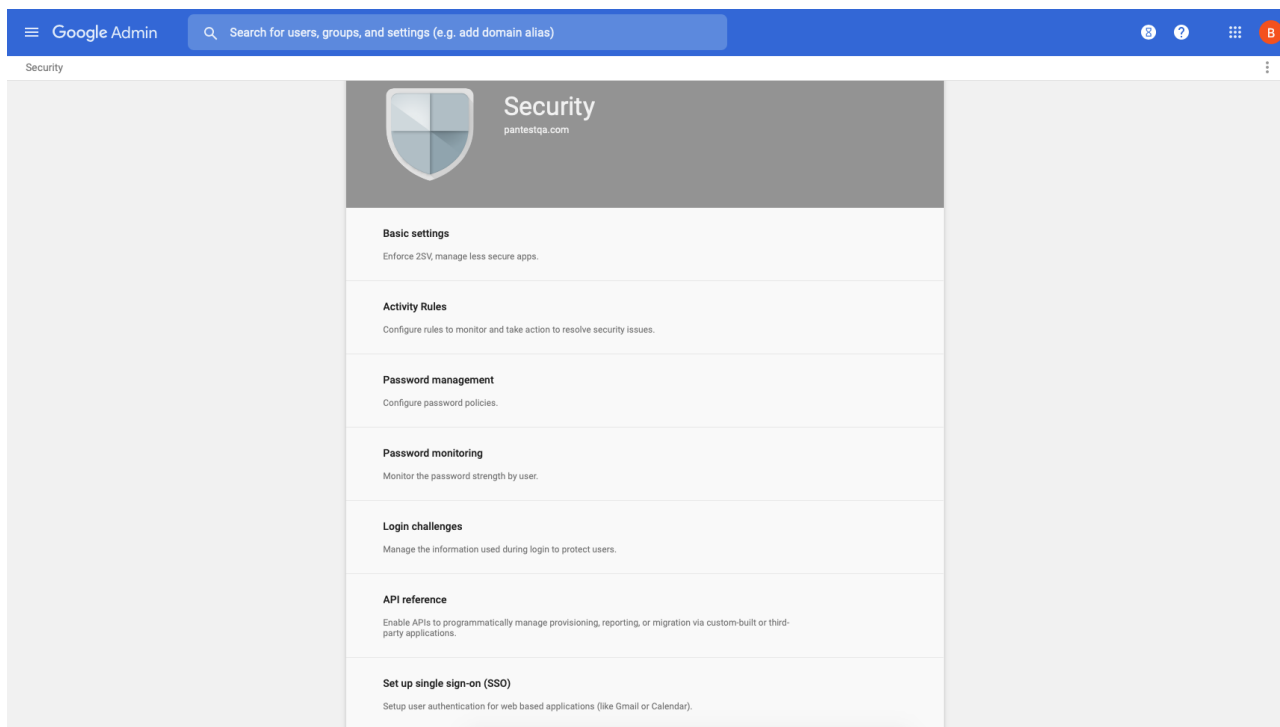 Google Admin
Search for users, groups, and settings (e.g. add domain alias)
8
?
B
Security
Security
pantestqa.com
Basic settings
Enforce 2SV, manage less secure apps.
Activity Rules
Configure rules to monitor and take action to resolve security issues.
Password management
Configure password policies.
Password monitoring
Monitor the password strength by user.
Login challenges
Manage the information used during login to protect users.
API reference
Enable APIs to programmatically manage provisioning, reporting, or migration via custom-built or third-
party applications.
Set up single sign-on (SSO)
Setup user authentication for web based applications (like Gmail or Calendar).